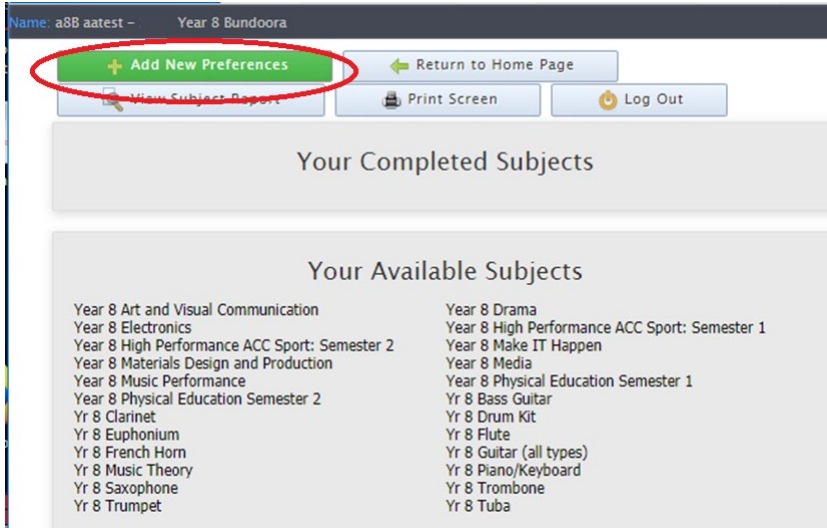 Name: a8B aatest – Year 8 Bundoora
Add New Preferences
Return to Home Page
View Subject Report
Print Screen
Log Out
Your Completed Subjects
Your Available Subjects
Year 8 Art and Visual Communication
Year 8 Electronics
Year 8 High Performance ACC Sport: Semester 2
Year 8 Materials Design and Production
Year 8 Music Performance
Year 8 Physical Education Semester 2
Yr 8 Clarinet
Yr 8 Euphonium
Yr 8 French Horn
Yr 8 Music Theory
Yr 8 Saxophone
Yr 8 Trumpet
Year 8 Drama
Year 8 High Performance ACC Sport: Semester 1
Year 8 Make IT Happen
Year 8 Media
Year 8 Physical Education Semester 1
Yr 8 Bass Guitar
Yr 8 Drum Kit
Yr 8 Flute
Yr 8 Guitar (all types)
Yr 8 Piano/Keyboard
Yr 8 Trombone
Yr 8 Tuba